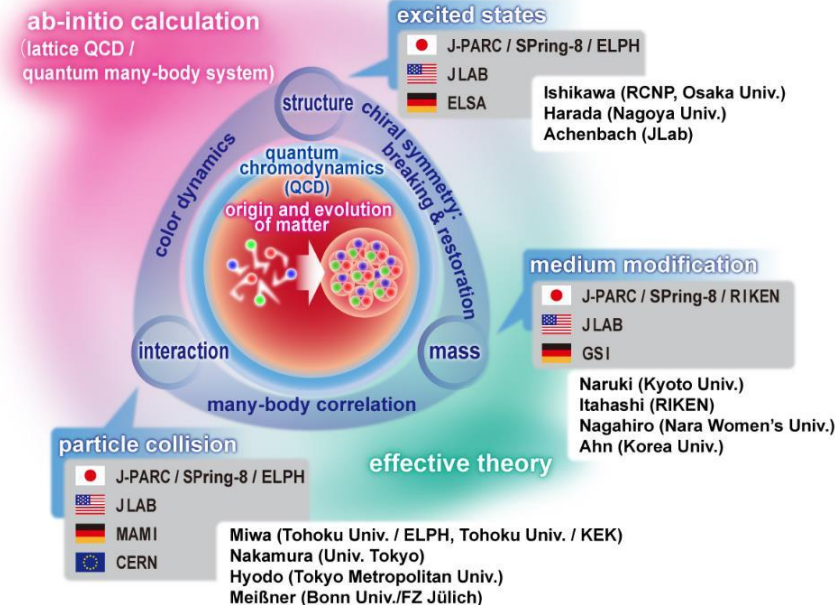 ab-initio calculation
(lattice QCD /
quantum many-body system)
excited states
J-PARC / SPring-8 / ELPH
JLAB
ELSA
Ishikawa (RCNP, Osaka Univ.)
Harada (Nagoya Univ.)
Achenbach (JLab)
structure
color dynamics
chiral symmetry:
breaking & restoration
quantum
chromodynamics
(QCD)
origin and evolution
of matter
interaction
mass
many-body correlation
medium modification
J-PARC / SPring-8 / RIKEN
JLAB
GSI
Naruki (Kyoto Univ.)
Itahashi (RIKEN)
Nagahiro (Nara Women's Univ.)
Ahn (Korea Univ.)
effective theory
particle collision
J-PARC / SPring-8 / ELPH
JLAB
MAMI
CERN
Miwa (Tohoku Univ. / ELPH, Tohoku Univ. / KEK)
Nakamura (Univ. Tokyo)
Hyodo (Tokyo Metropolitan Univ.)
Meißner (Bonn Univ./FZ Jülich)